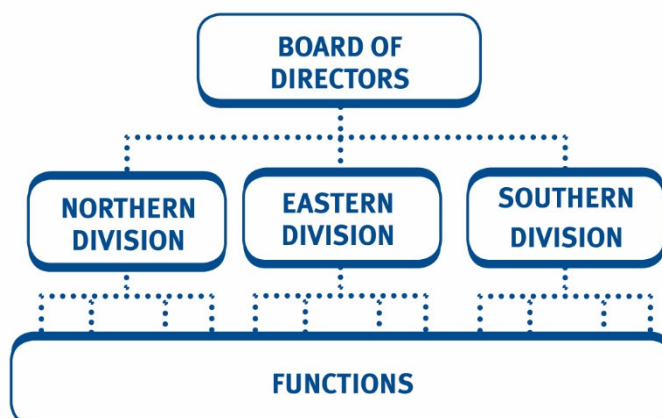 BOARD OF
DIRECTORS
NORTHERN
DIVISION
EASTERN
DIVISION
SOUTHERN
DIVISION
FUNCTIONS